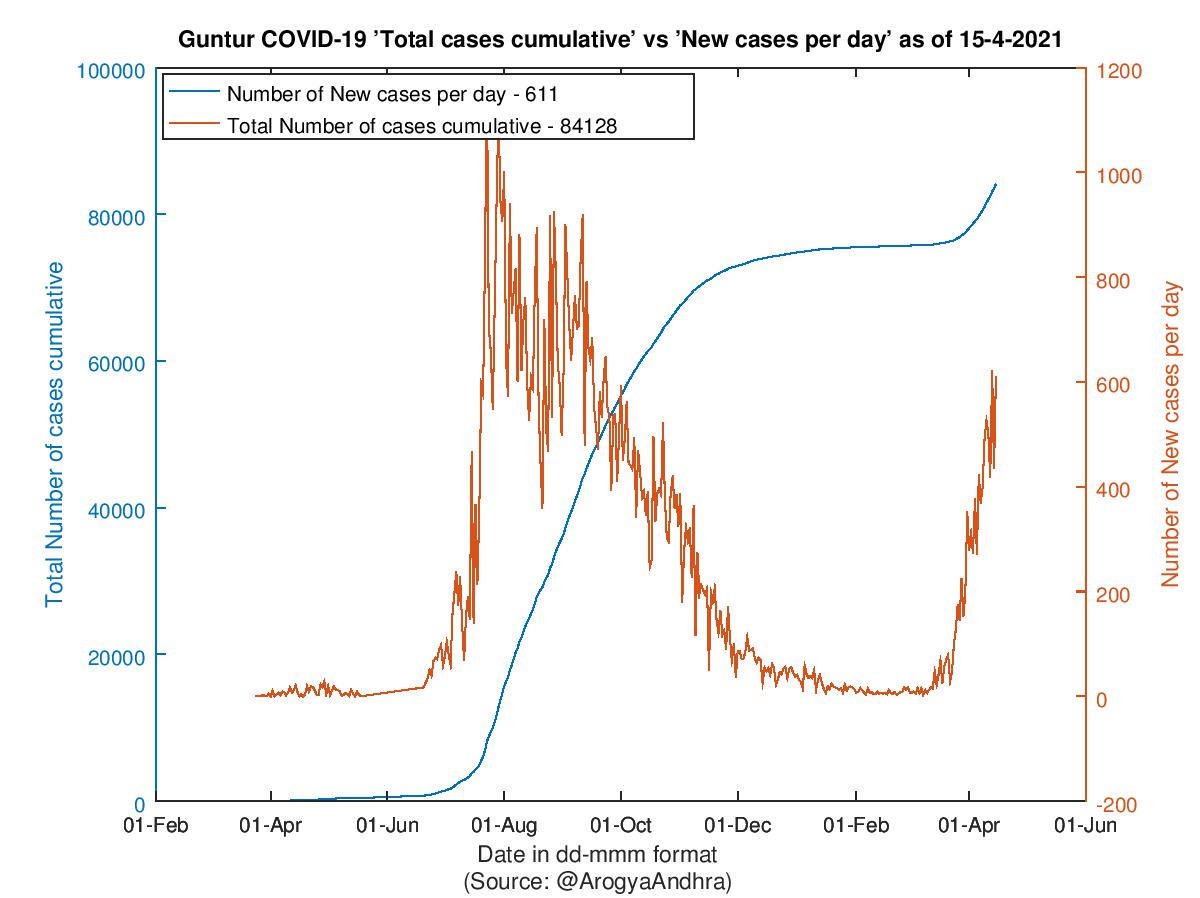 Guntur COVID-19 ’Total cases cumulative’ vs ’New cases per day’ as of 15-4-2021
Number of New cases per day - 611
Total Number of cases cumulative - 84128
100000
80000
60000
40000
20000
0
Total Number of cases cumulative
1200
1000
800
600
400
200
0
-200
Number of New cases per day
01-Feb 01-Apr 01-Jun 01-Aug 01-Oct 01-Dec 01-Feb 01-Apr 01-Jun
Date in dd-mmm format
(Source: @ArogyaAndhra)